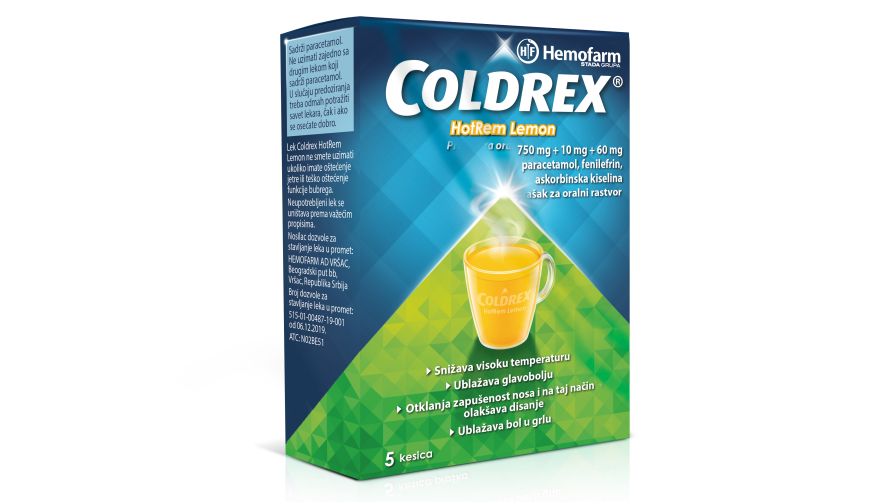 Sadrži paracetamol.
Ne uzimati zajedno sa
drugim lekom koji
sadrži paracetamol.
U slučaju predoziranja
treba odmah potražiti
savet lekara, čak i ako
se osećate dobro.
Lek Coldrex HotRem
Lemon ne smete uzimati
ukoliko imate oštećenje
jetre ili teško oštećenje
funkcije bubrega.
Neupotrebljeni lek se
uništava prema važećim
propisima.
Nosilac dozvole za
stavljanje leka u promet:
HEMOFARM AD VRŠAC,
Beogradski put bb,
Vršac, Republika Srbija
Broj dozvole za
stavljanje leka u promet:
515-01-00487-19-001
od 06.12.2019.
ATC: N02BE51
HF Hemofarm
STADA GRUPA
COLDREX®
HotRem Lemon
750 mg + 10 mg + 60 mg
paracetamol, fenilefrin,
askorbinska kiselina
ašak za oralni rastvor
COLDREX
HotRem Lemon
Snižava visoku temperaturu
Ublažava glavobolju
Otklanja zapušenost nosa i na taj način
olakšava disanje
Ublažava bol u grlu
5 kesica